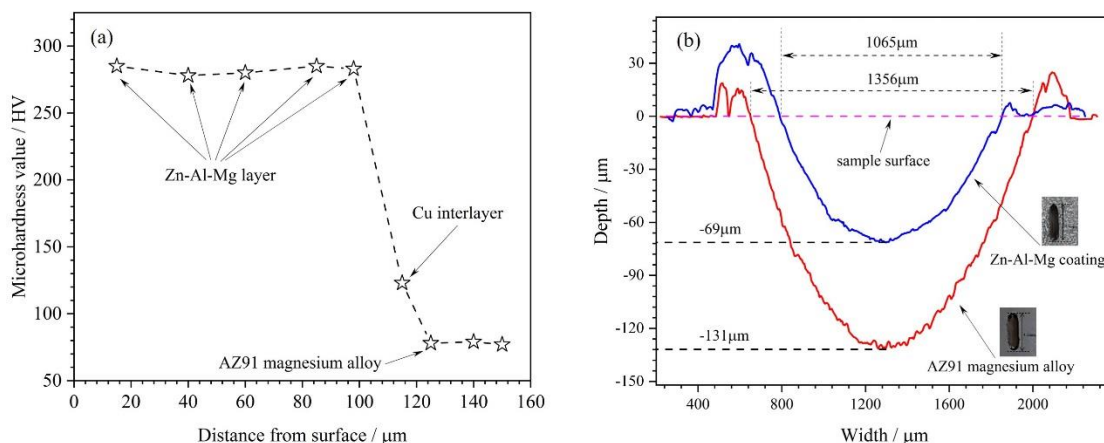 (a)
300
250
200
150
100
50
Microhardness value / HV
Zn-Al-Mg layer
Cu interlayer
AZ91 magnesium alloy
0
20
40
60
80
100
120
140
160
Distance from surface / μm
(b)
1065μm
1356μm
30
0
-30
-60
-90
-120
-150
Depth / μm
sample surface
-69μm
Zn-Al-Mg coating
-131μm
AZ91 magnesium alloy
400
800
1200
1600
2000
Width / μm